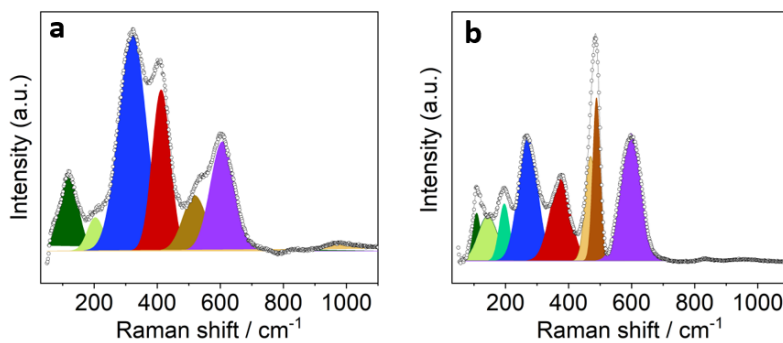 a
Intensity (a.u.)
200 400 600 800 1000
Raman shift / cm⁻¹
b
Intensity (a.u.)
200 400 600 800 1000
Raman shift / cm⁻¹